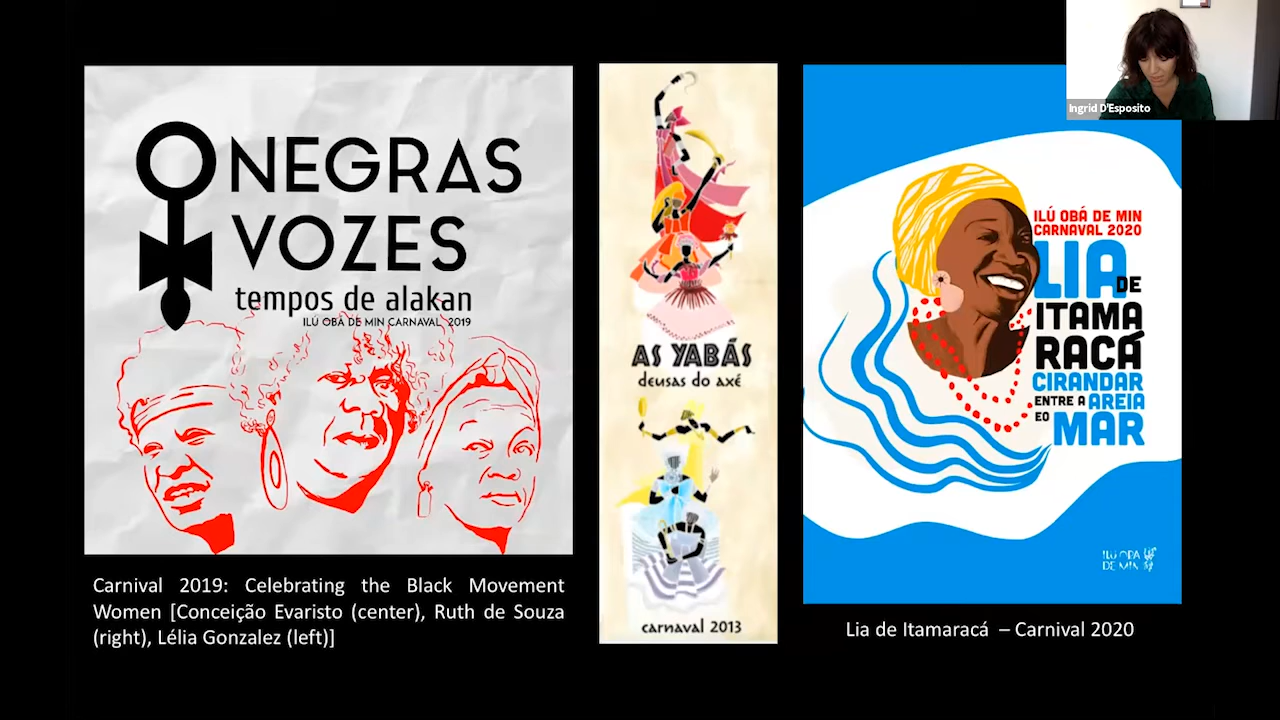 NEGRAS
VOZES
tempos de alakan
ILÚ OBÁ DE MIN CARNAVAL 2019
Carnival 2019: Celebrating the Black Movement
Women [Conceição Evaristo (center), Ruth de Souza
(right), Lélia Gonzalez (left)]
AS YABÁS
deusas do axé
carnaval 2013
ILÚ OBÁ DE MIN
CARNAVAL 2020
LIA DE
ITAMA
RACÁ
CIRANDAR
ENTRE A AREIA
EO MAR
ILÚ OBÁ
DE MIN
Lia de Itamaracá – Carnival 2020
Ingrid D'Esposito